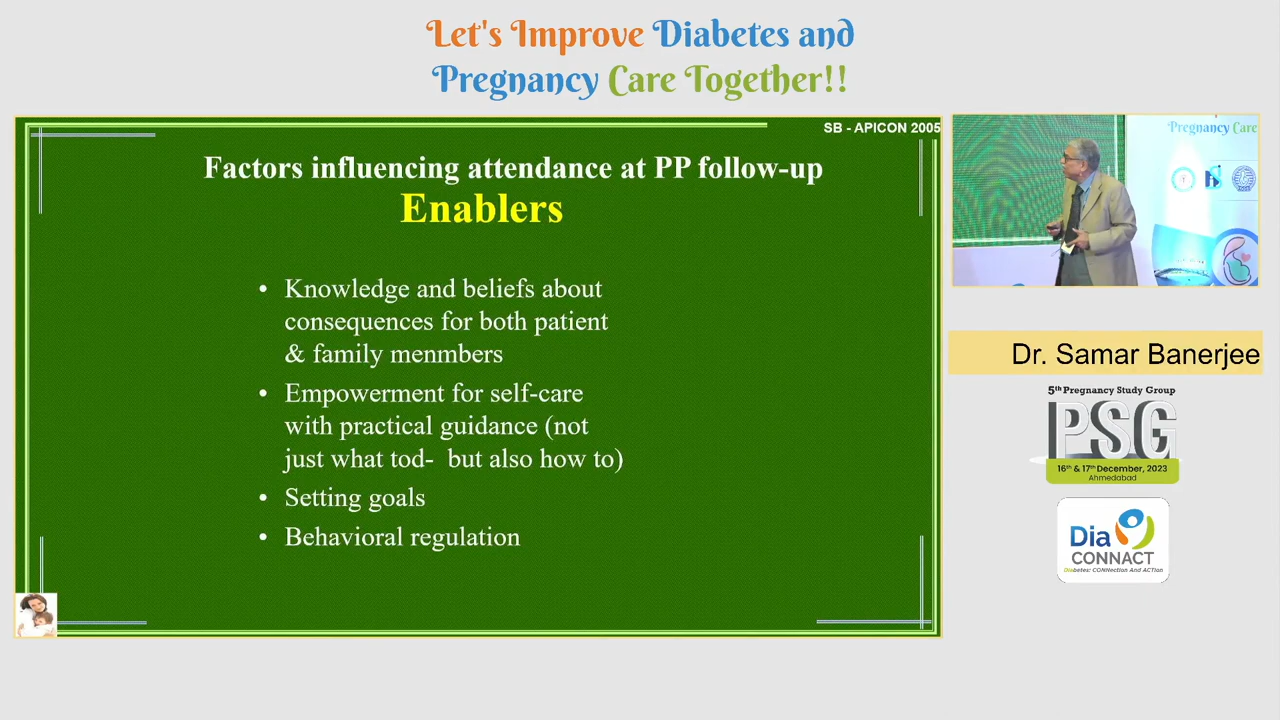 Let's Improve Diabetes and
Pregnancy Care Together!!
SB - APICON 2005
Factors influencing attendance at PP follow-up
Enablers
• Knowledge and beliefs about
consequences for both patient
& family menmbers
• Empowerment for self-care
with practical guidance (not
just what tod- but also how to)
• Setting goals
• Behavioral regulation
Pregnancy Care
Dr. Samar Banerjee
5th Pregnancy Study Group
PSG
16th & 17th December, 2023
Ahmedabad
Dia
CONNACT
Diabetes: CONNection And ACTion